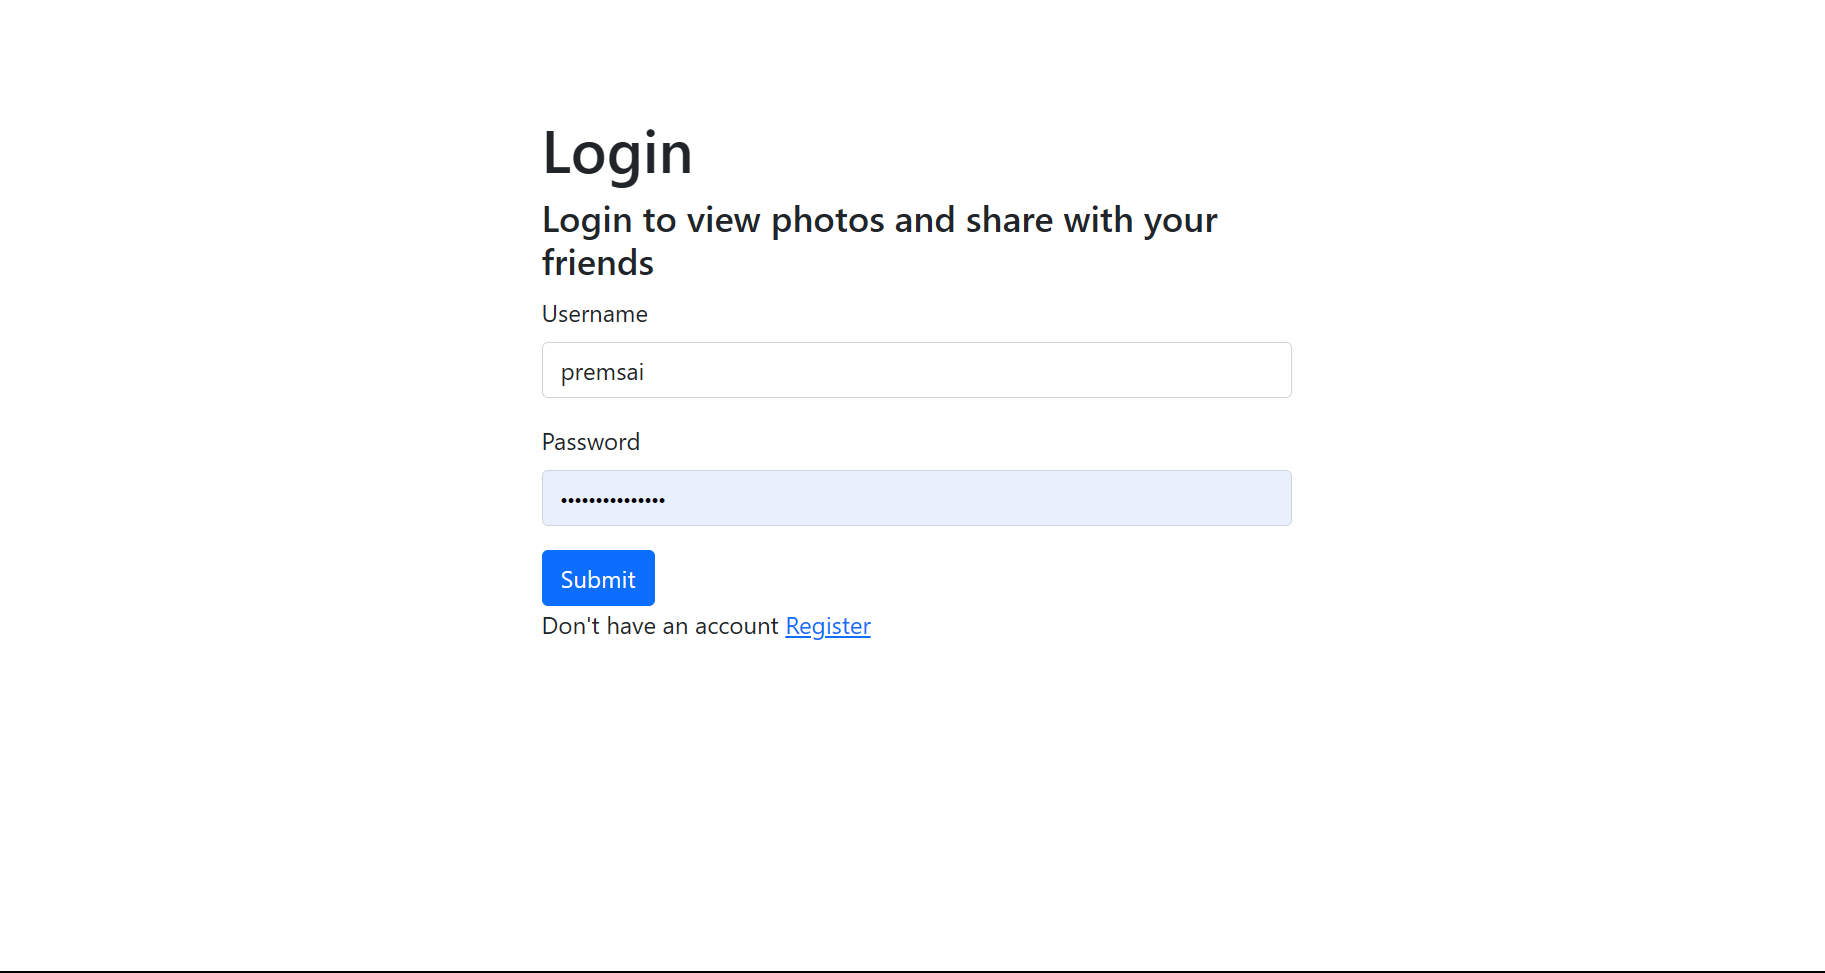 Login
Login to view photos and share with your
friends
Username
premsai
Password
•••••••••••••••
Submit
Don't have an account Register